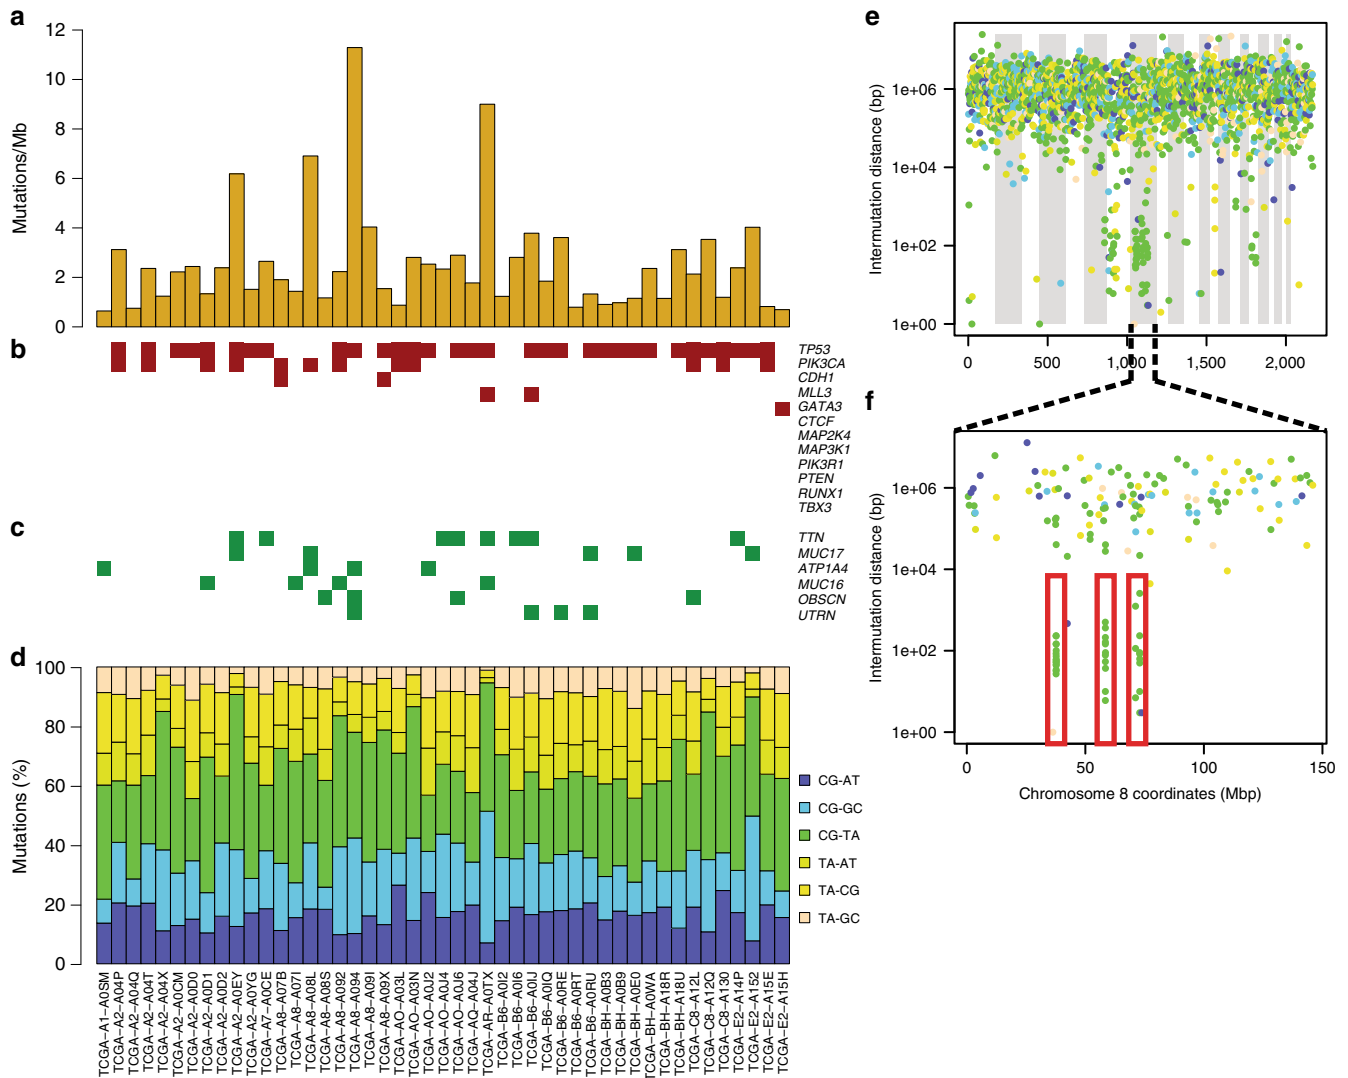 a
12
10
8
6
4
2
0
Mutations/Mb
b
TP53
PIK3CA
CDH1
MLL3
GATA3
CTCF
MAP2K4
MAP3K1
PIK3R1
PTEN
RUNX1
TBX3
c
TTN
MUC17
ATP1A4
MUC16
OBSCN
UTRN
d
100
80
60
40
20
0
Mutations (%)
CG-AT
CG-GC
CG-TA
TA-AT
TA-CG
TA-GC
TCGA–A1–A0SM
TCGA–A2–A04P
TCGA–A2–A04Q
TCGA–A2–A04T
TCGA–A2–A04X
TCGA–A2–A0CM
TCGA–A2–A0D0
TCGA–A2–A0D1
TCGA–A2–A0D2
TCGA–A2–A0EY
TCGA–A2–A0YG
TCGA–A7–A0CE
TCGA–A8–A07B
TCGA–A8–A07I
TCGA–A8–A08L
TCGA–A8–A08S
TCGA–A8–A092
TCGA–A8–A094
TCGA–A8–A09I
TCGA–A8–A09X
TCGA–AO–A03L
TCGA–AO–A03N
TCGA–AO–A0J2
TCGA–AO–A0J4
TCGA–AO–A0J6
TCGA–AQ–A04J
TCGA–AR–A0TX
TCGA–B6–A0I2
TCGA–B6–A0I6
TCGA–B6–A0IJ
TCGA–B6–A0IQ
TCGA–B6–A0RE
TCGA–B6–A0RT
TCGA–B6–A0RU
TCGA–BH–A0B3
TCGA–BH–A0B9
TCGA–BH–A0E0
TCGA–BH–A0WA
TCGA–BH–A18R
TCGA–BH–A18U
TCGA–C8–A12L
TCGA–C8–A12Q
TCGA–C8–A130
TCGA–E2–A14P
TCGA–E2–A152
TCGA–E2–A15E
TCGA–E2–A15H
e
1e+06
1e+04
1e+02
1e+00
Intermutation distance (bp)
0 500 1,000 1,500 2,000
f
1e+06
1e+04
1e+02
1e+00
Intermutation distance (bp)
0 50 100 150
Chromosome 8 coordinates (Mbp)